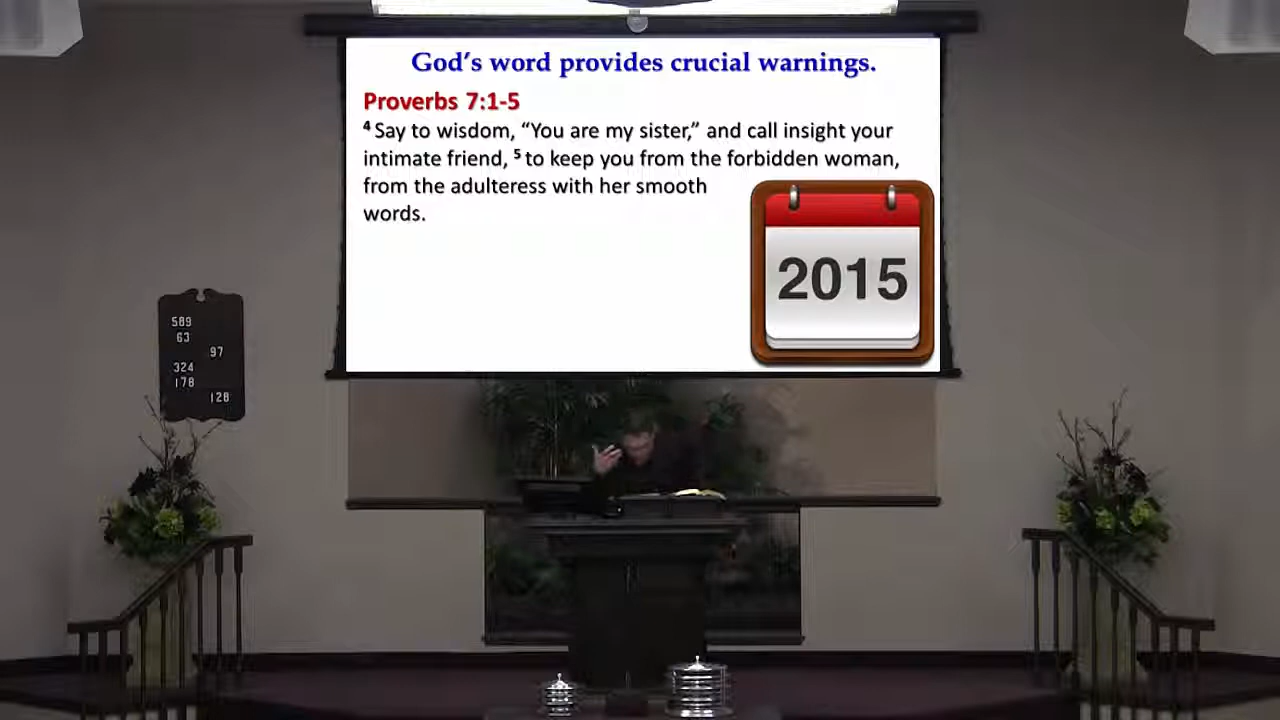 God's word provides crucial warnings.
Proverbs 7:1-5
⁴ Say to wisdom, “You are my sister,” and call insight your
intimate friend, ⁵ to keep you from the forbidden woman,
from the adulteress with her smooth
words.
2015
589
63
97
324
178
128